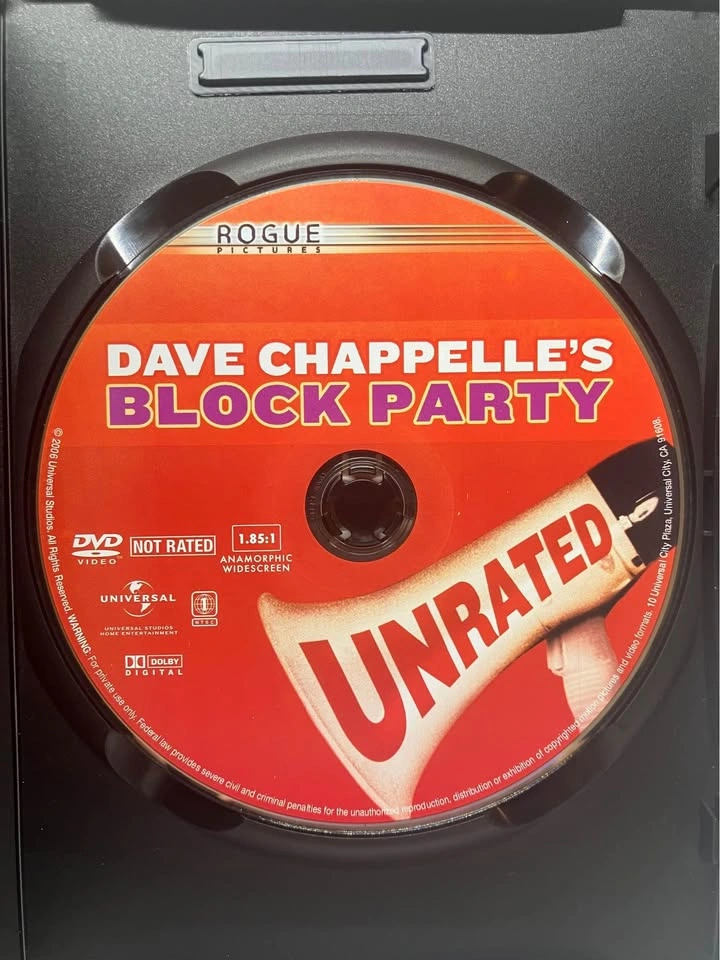 ROGUE
PICTURES
DAVE CHAPPELLE'S
BLOCK PARTY
DVD
VIDEO
NOT RATED
1.85:1
ANAMORPHIC
WIDESCREEN
UNIVERSAL
UNIVERSAL STUDIOS
HOME ENTERTAINMENT
1
NTSC
DOLBY
DIGITAL
UNRATED
© 2006 Universal Studios. All Rights Reserved. WARNING: For private use only. Federal law provides severe civil and criminal penalties for the unauthorized reproduction, distribution or exhibition of copyrighted motion pictures and video formats. 10 Universal City Plaza, Universal City, CA 91608.